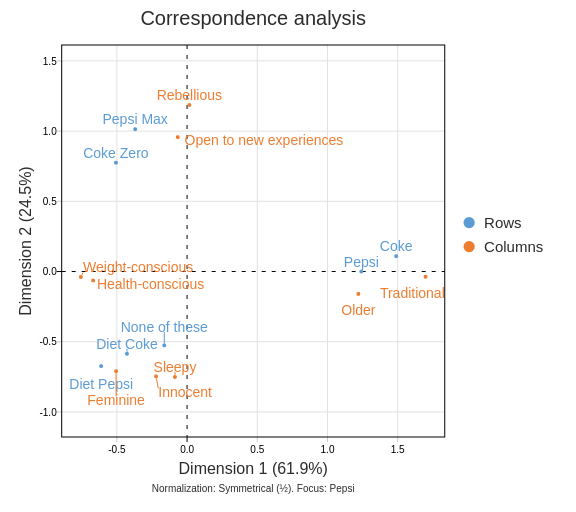 Correspondence analysis
1.5
Rebellious
Pepsi Max
1.0
Open to new experiences
Coke Zero
0.5
Rows
Coke
Columns
Pepsi
Weight-conscious
0.0
Health-conscious
Traditional
Older
None of these
-0.5
Diet Coke
Sleepy
Diet Pepsi
Innocent
Feminine
-1.0
Dimension 2 (24.5%)
-0.5 0.0 0.5 1.0 1.5
Dimension 1 (61.9%)
Normalization: Symmetrical (½). Focus: Pepsi